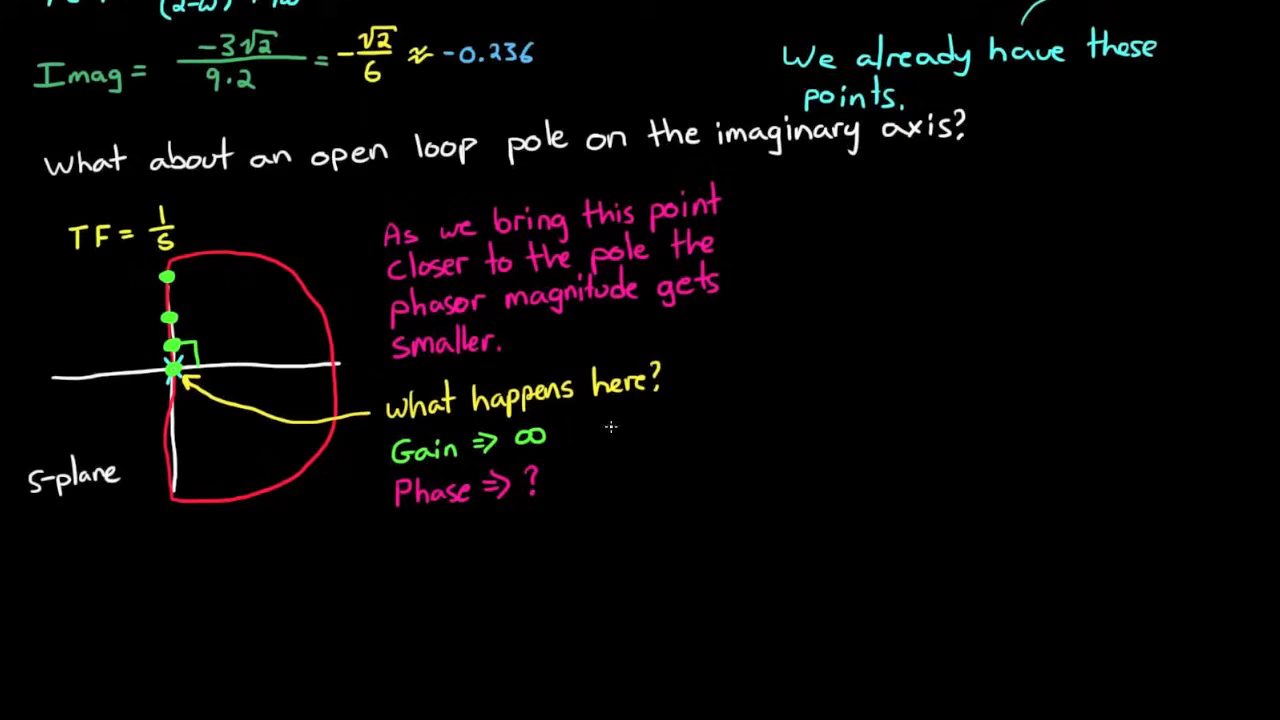 Imag = -3√2 / 9·2 = -√2 / 6 ≈ -0.236
We already have these
points.
What about an open loop pole on the imaginary axis?
TF = 1/s
As we bring this point
closer to the pole the
phasor magnitude gets
smaller.
What happens here?
Gain ⇒ ∞
Phase ⇒ ?
S-plane